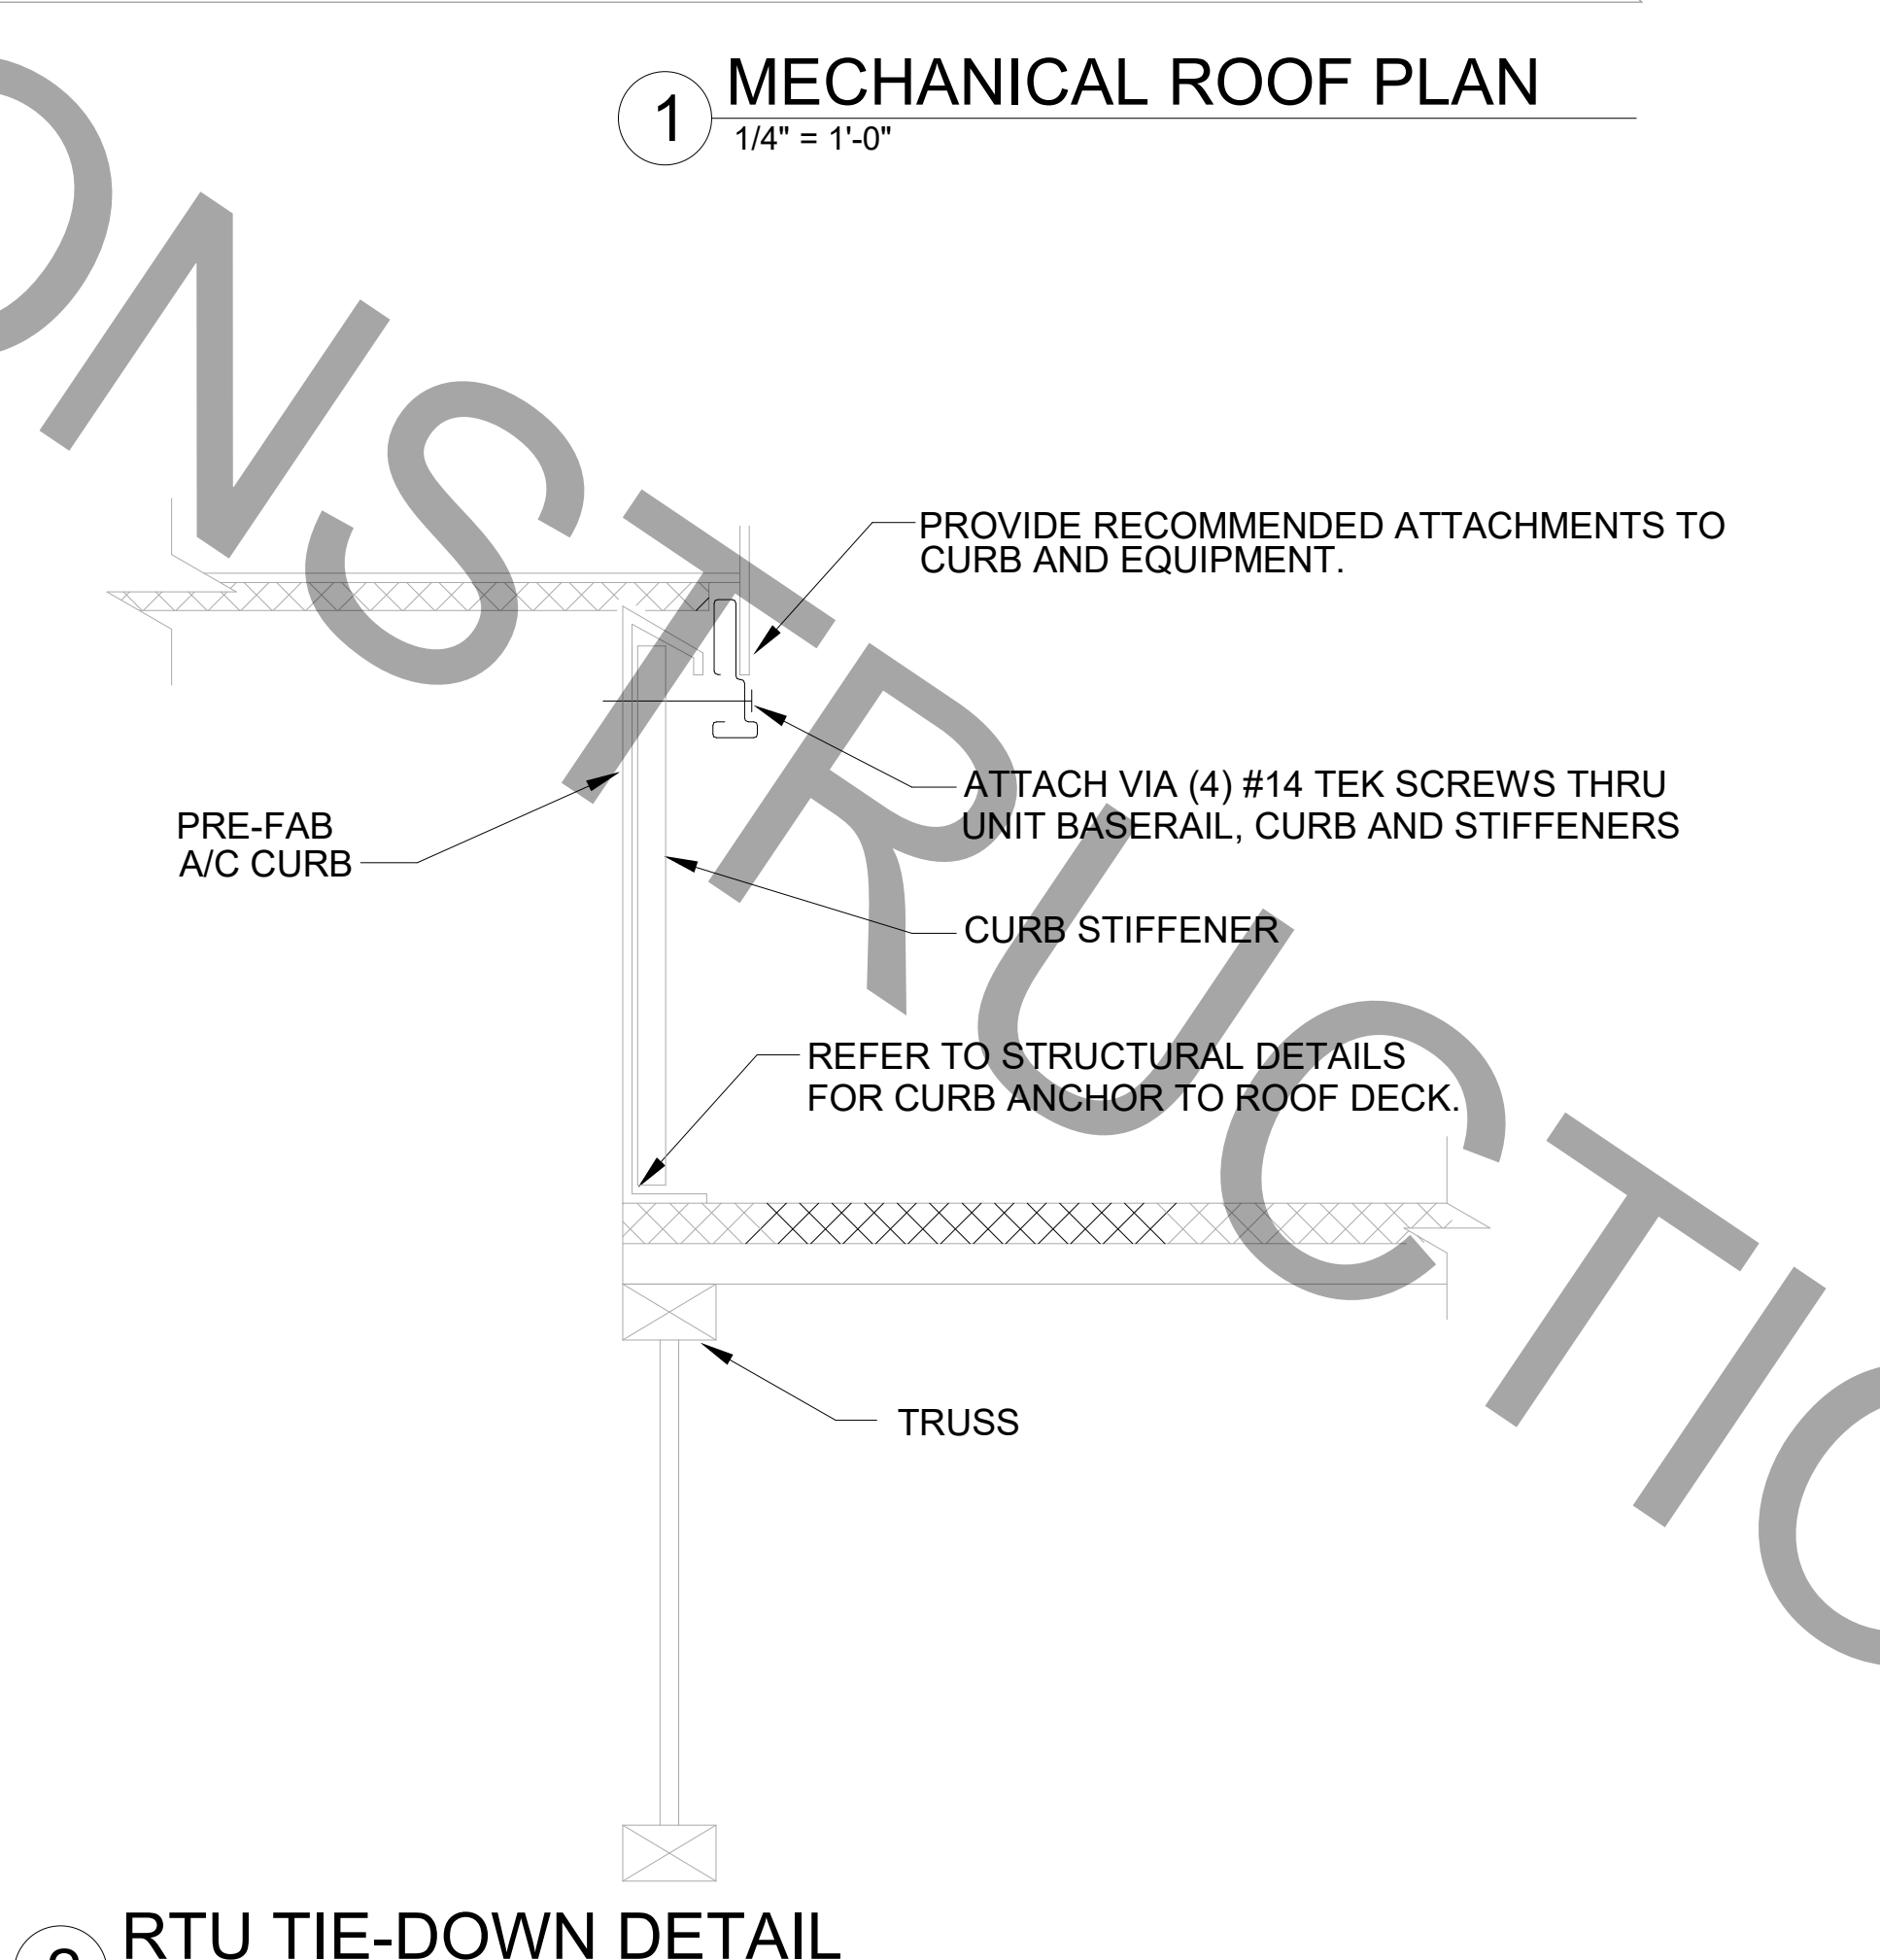 1
MECHANICAL ROOF PLAN
1/4" = 1'-0"
PROVIDE RECOMMENDED ATTACHMENTS TO
CURB AND EQUIPMENT.
ATTACH VIA (4) #14 TEK SCREWS THRU
UNIT BASERAIL, CURB AND STIFFENERS
PRE-FAB
A/C CURB
CURB STIFFENER
REFER TO STRUCTURAL DETAILS
FOR CURB ANCHOR TO ROOF DECK.
TRUSS
RTU TIE-DOWN DETAIL
ONSTRUCTIO